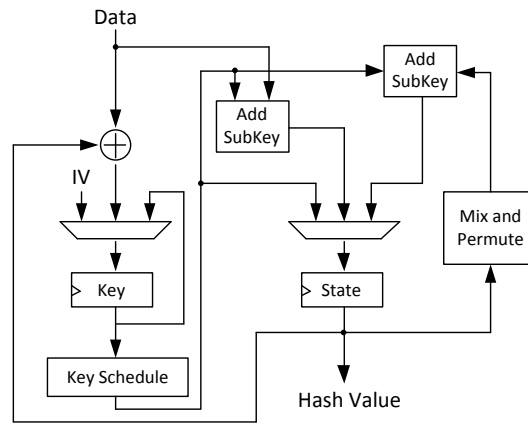 Data
Add
SubKey
Add
SubKey
IV
Mix and
Permute
Key
State
Key Schedule
Hash Value